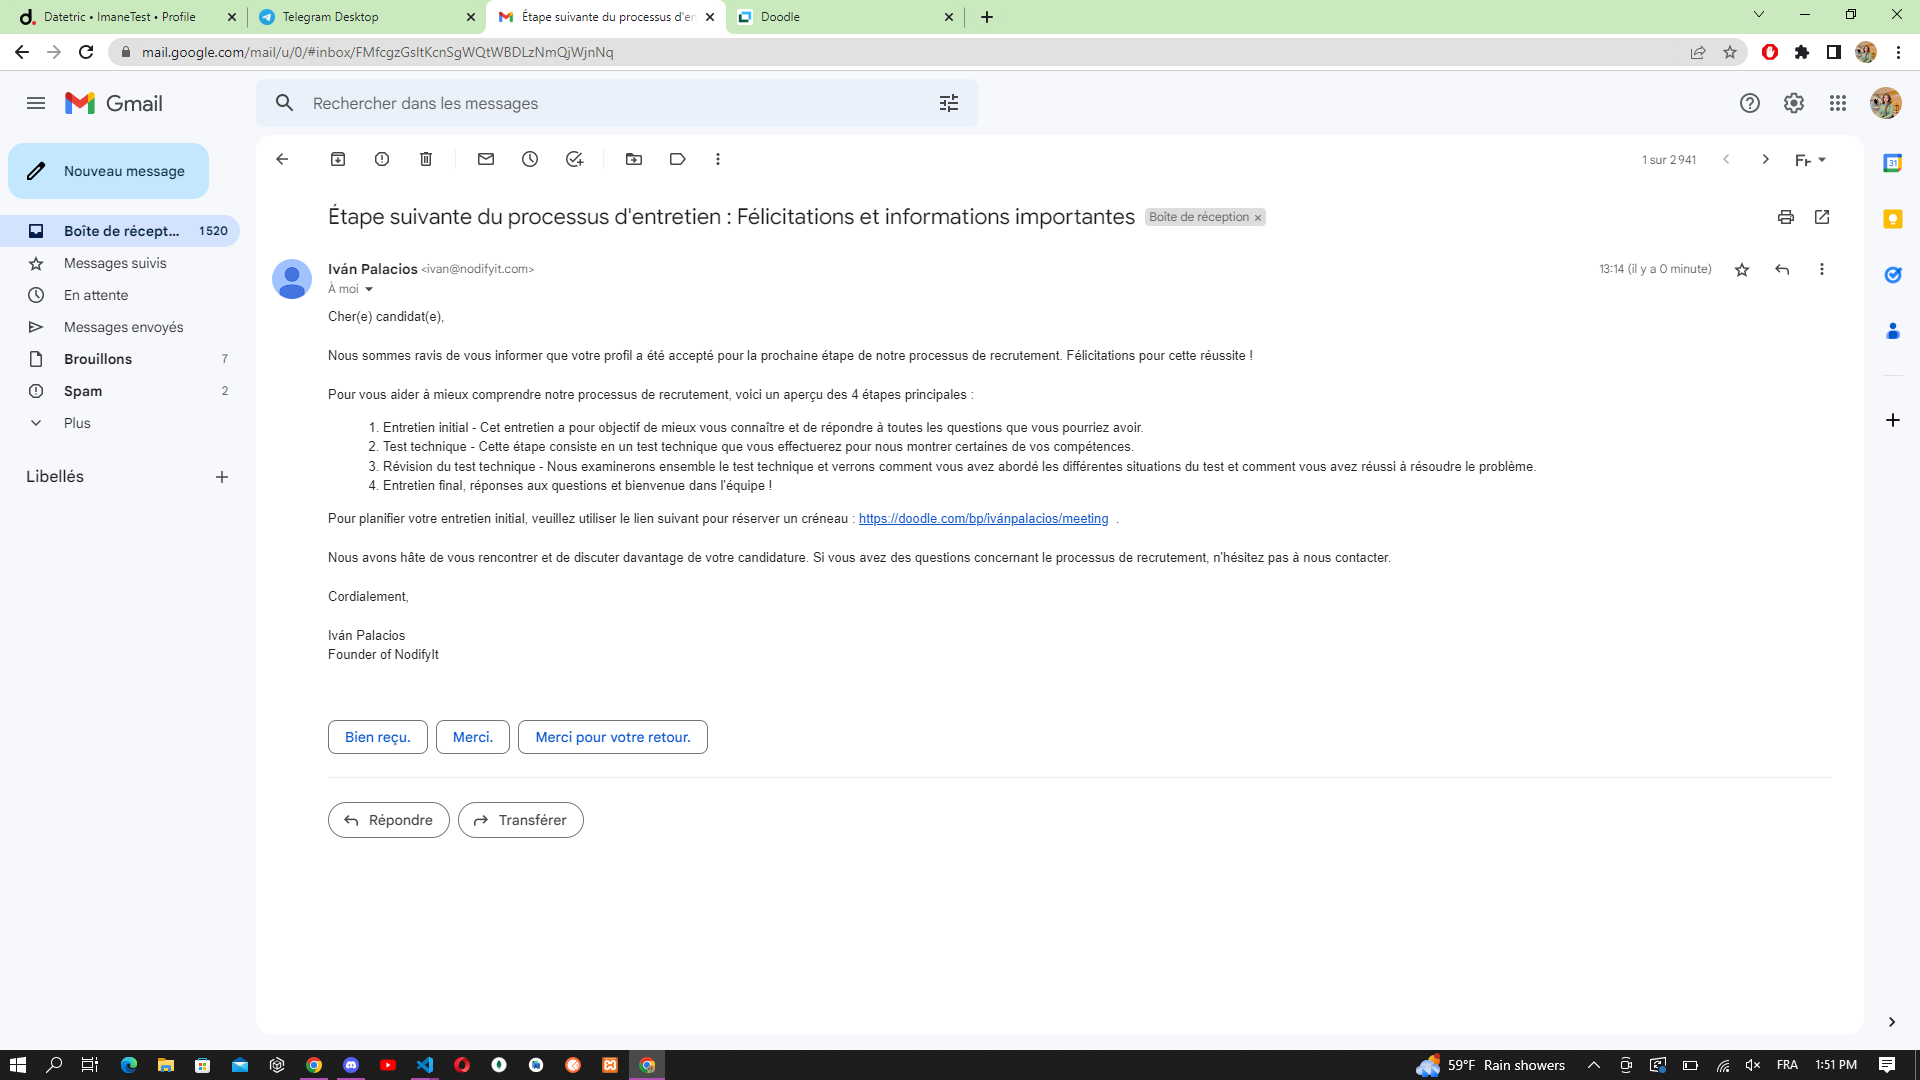 Datetric • ImaneTest • Profile
Telegram Desktop
Étape suivante du processus d'en
Doodle
mail.google.com/mail/u/0/#inbox/FMfcgzGsltKcnSgWQtWBDLzNmQjWjnNq
Gmail
Rechercher dans les messages
Nouveau message
1 sur 2 941
Boîte de récept... 1 520
Messages suivis
En attente
Messages envoyés
Brouillons 7
Spam 2
Plus
Libellés
Étape suivante du processus d'entretien : Félicitations et informations importantes Boîte de réception ×
Iván Palacios <ivan@nodifyit.com> 13:14 (il y a 0 minute)
À moi
Cher(e) candidat(e),
Nous sommes ravis de vous informer que votre profil a été accepté pour la prochaine étape de notre processus de recrutement. Félicitations pour cette réussite !
Pour vous aider à mieux comprendre notre processus de recrutement, voici un aperçu des 4 étapes principales :
1. Entretien initial - Cet entretien a pour objectif de mieux vous connaître et de répondre à toutes les questions que vous pourriez avoir.
2. Test technique - Cette étape consiste en un test technique que vous effectuerez pour nous montrer certaines de vos compétences.
3. Révision du test technique - Nous examinerons ensemble le test technique et verrons comment vous avez abordé les différentes situations du test et comment vous avez réussi à résoudre le problème.
4. Entretien final, réponses aux questions et bienvenue dans l'équipe !
Pour planifier votre entretien initial, veuillez utiliser le lien suivant pour réserver un créneau : https://doodle.com/bp/ivánpalacios/meeting .
Nous avons hâte de vous rencontrer et de discuter davantage de votre candidature. Si vous avez des questions concernant le processus de recrutement, n'hésitez pas à nous contacter.
Cordialement,
Iván Palacios
Founder of NodifyIt
Bien reçu.
Merci.
Merci pour votre retour.
Répondre
Transférer
59°F Rain showers
FRA
1:51 PM